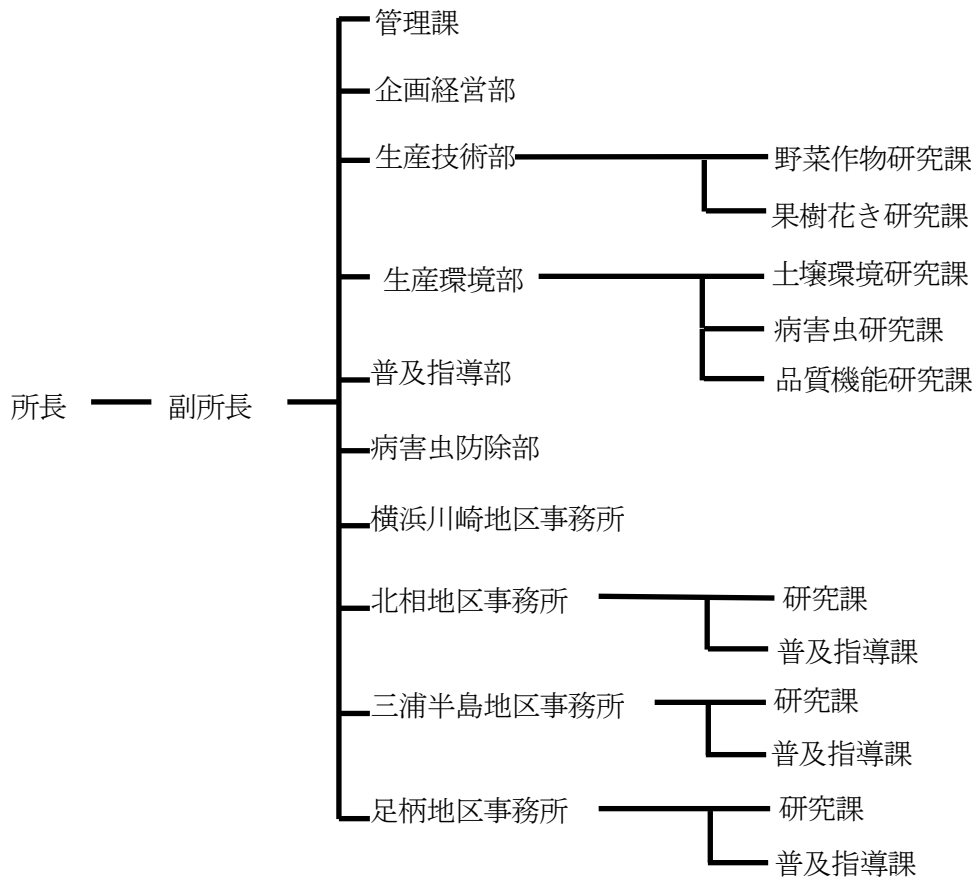 管理課
企画経営部
生産技術部
野菜作物研究課
果樹花き研究課
生産環境部
土壌環境研究課
病害虫研究課
品質機能研究課
普及指導部
所長
副所長
病害虫防除部
横浜川崎地区事務所
北相地区事務所
研究課
普及指導課
三浦半島地区事務所
研究課
普及指導課
足柄地区事務所
研究課
普及指導課